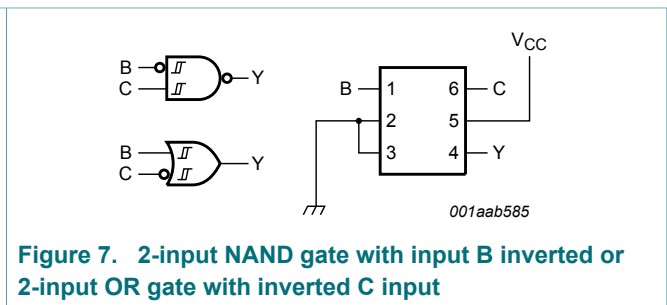 B
C
Y
B
C
Y
VCC
B 1 6 C
2 5
3 4 Y
001aab585
Figure 7. 2-input NAND gate with input B inverted or
2-input OR gate with inverted C input